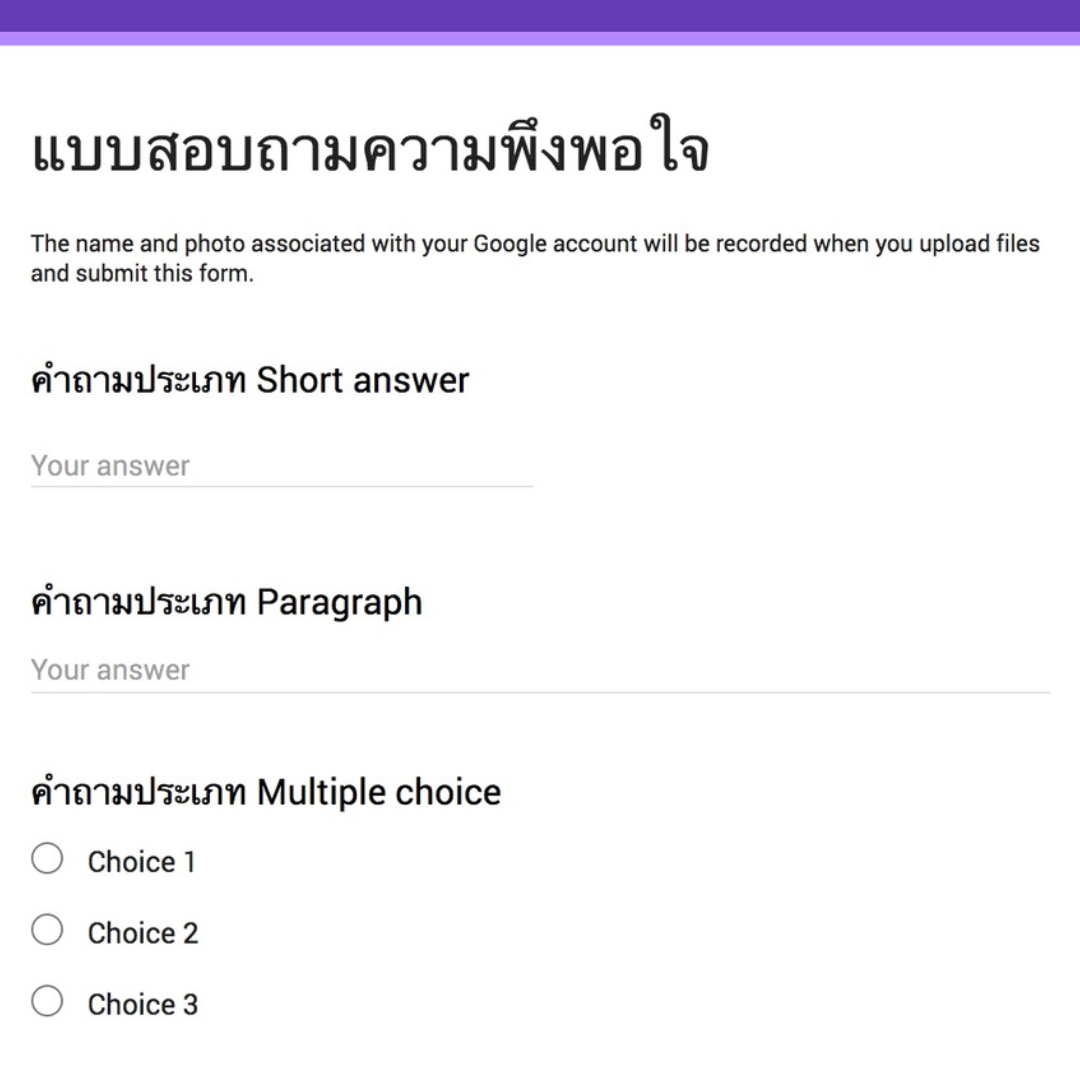 แบบสอบถามความพึงพอใจ
The name and photo associated with your Google account will be recorded when you upload files
and submit this form.
คำถามประเภท Short answer
Your answer
คำถามประเภท Paragraph
Your answer
คำถามประเภท Multiple choice
Choice 1
Choice 2
Choice 3